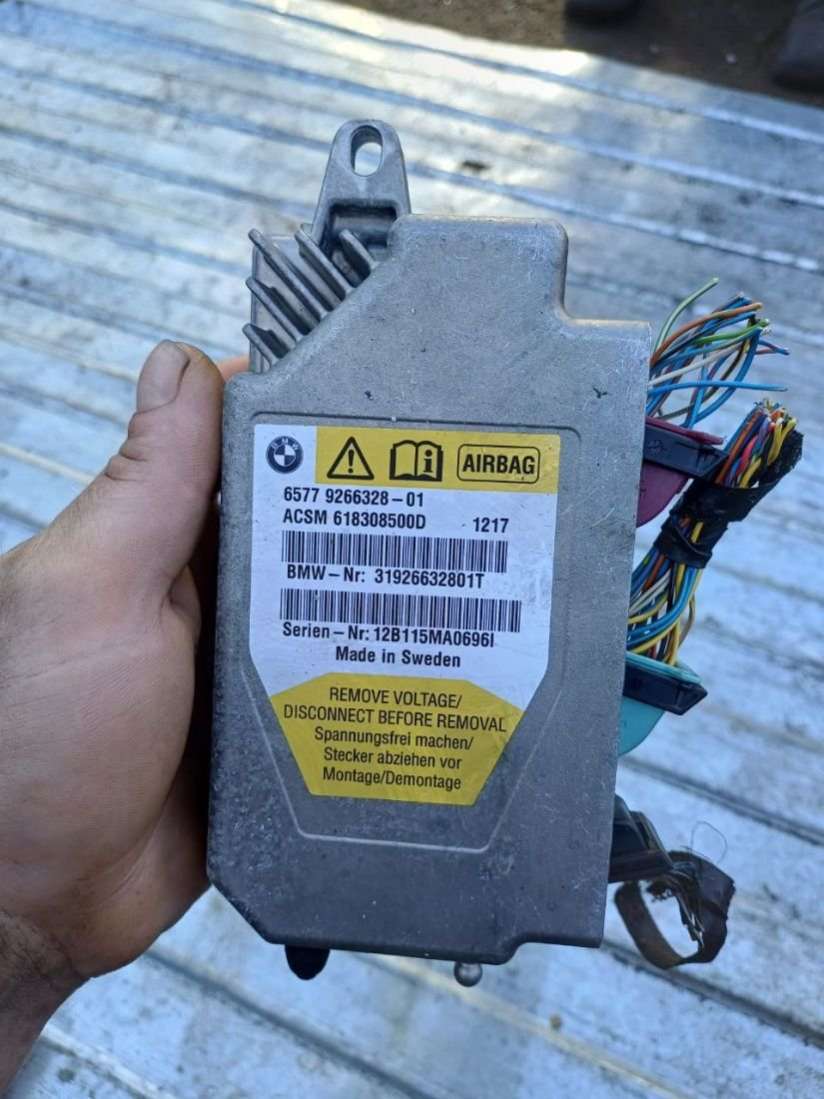 BMW
AIRBAG
6577 9266328-01
ACSM 618308500D 1217
BMW-Nr: 31926632801T
Serien-Nr: 12B115MA0696I
Made in Sweden
REMOVE VOLTAGE/
DISCONNECT BEFORE REMOVAL
Spannungsfrei machen/
Stecker abziehen vor
Montage/Demontage